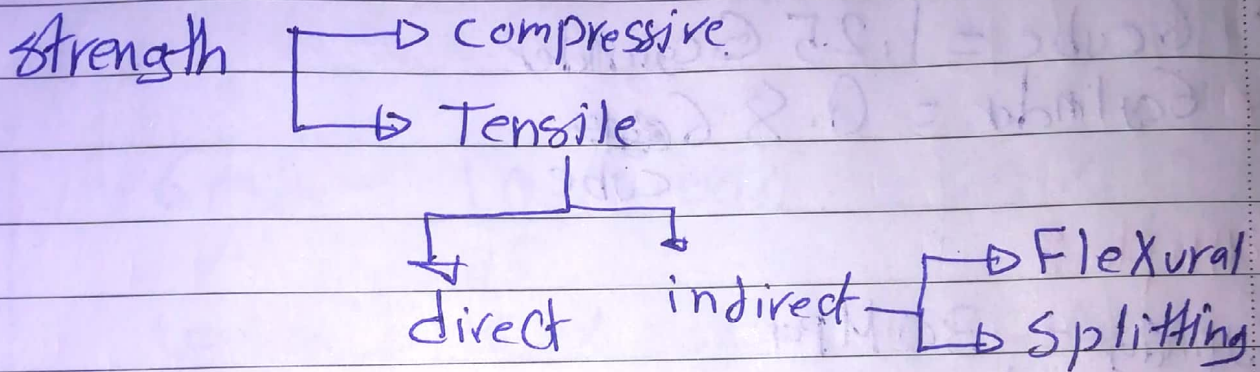 Strength
Compressive
Tensile
direct
indirect
Flexural
Splitting